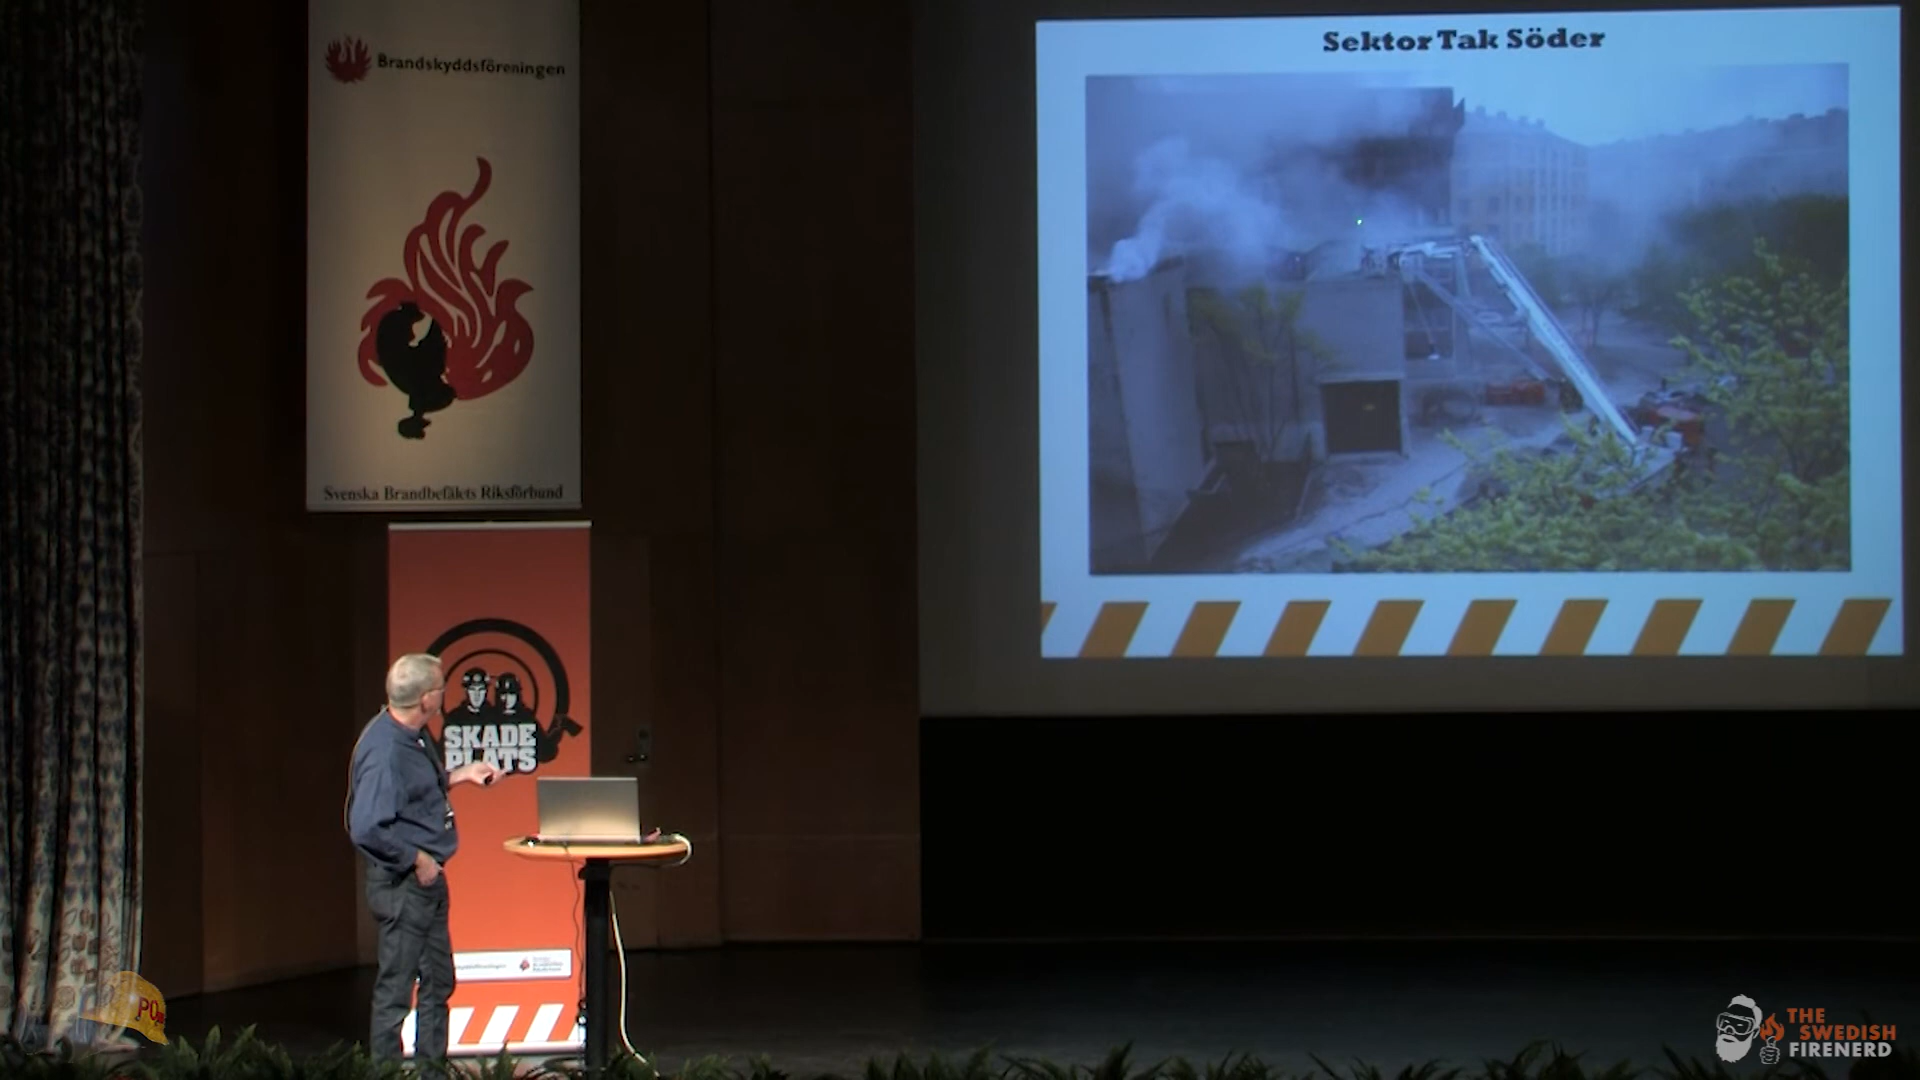 Brandskyddsföreningen
Svenska Brandbefälets Riksförbund
Sektor Tak Söder
SKADE
PLATS
THE
SWEDISH
FIRENERD